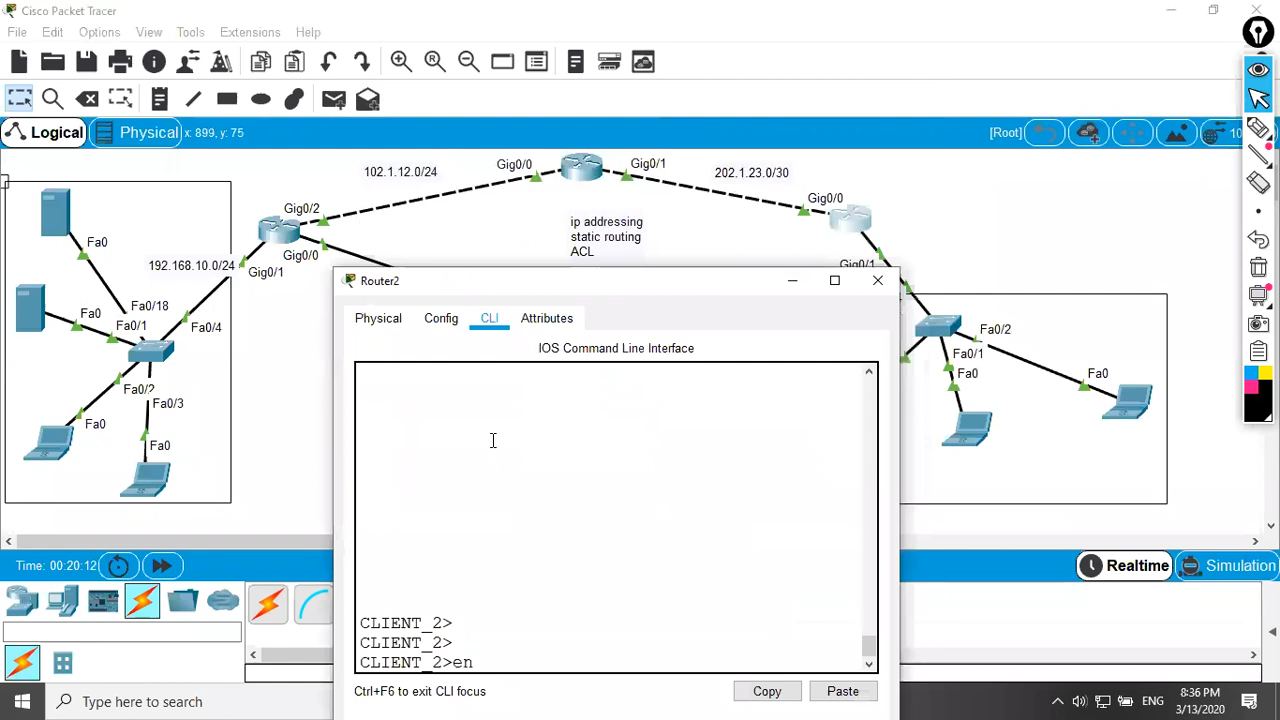 Cisco Packet Tracer
File Edit Options View Tools Extensions Help
Logical Physical x: 899, y: 75 [Root]
102.1.12.0/24 Gig0/0 Gig0/1 202.1.23.0/30
Gig0/2 Gig0/0
ip addressing
static routing
ACL
Gig0/0
Gig0/1
192.168.10.0/24
Fa0
Fa0
Fa0/18
Fa0/1
Fa0/4
Fa0/2
Fa0/3
Fa0
Fa0
Gig0/1
Fa0/2
Fa0/1
Fa0
Fa0
Router2
Physical Config CLI Attributes
IOS Command Line Interface
CLIENT_2>
CLIENT_2>
CLIENT_2>en
Ctrl+F6 to exit CLI focus Copy Paste
Time: 00:20:12 Realtime Simulation
Type here to search ENG 8:36 PM
3/13/2020